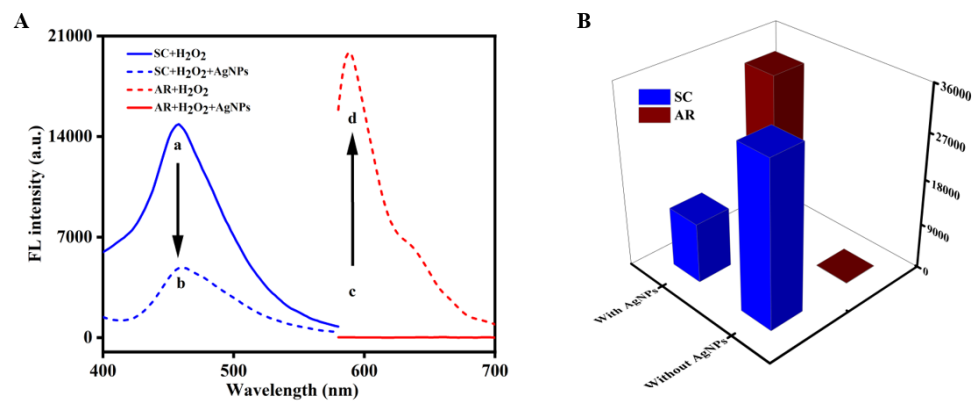 A
21000
14000
7000
0
FL intensity (a.u.)
SC+H₂O₂
SC+H₂O₂+AgNPs
AR+H₂O₂
AR+H₂O₂+AgNPs
a
b
c
d
400
500
600
700
Wavelength (nm)
B
SC
AR
36000
27000
18000
9000
0
With AgNPs
Without AgNPs